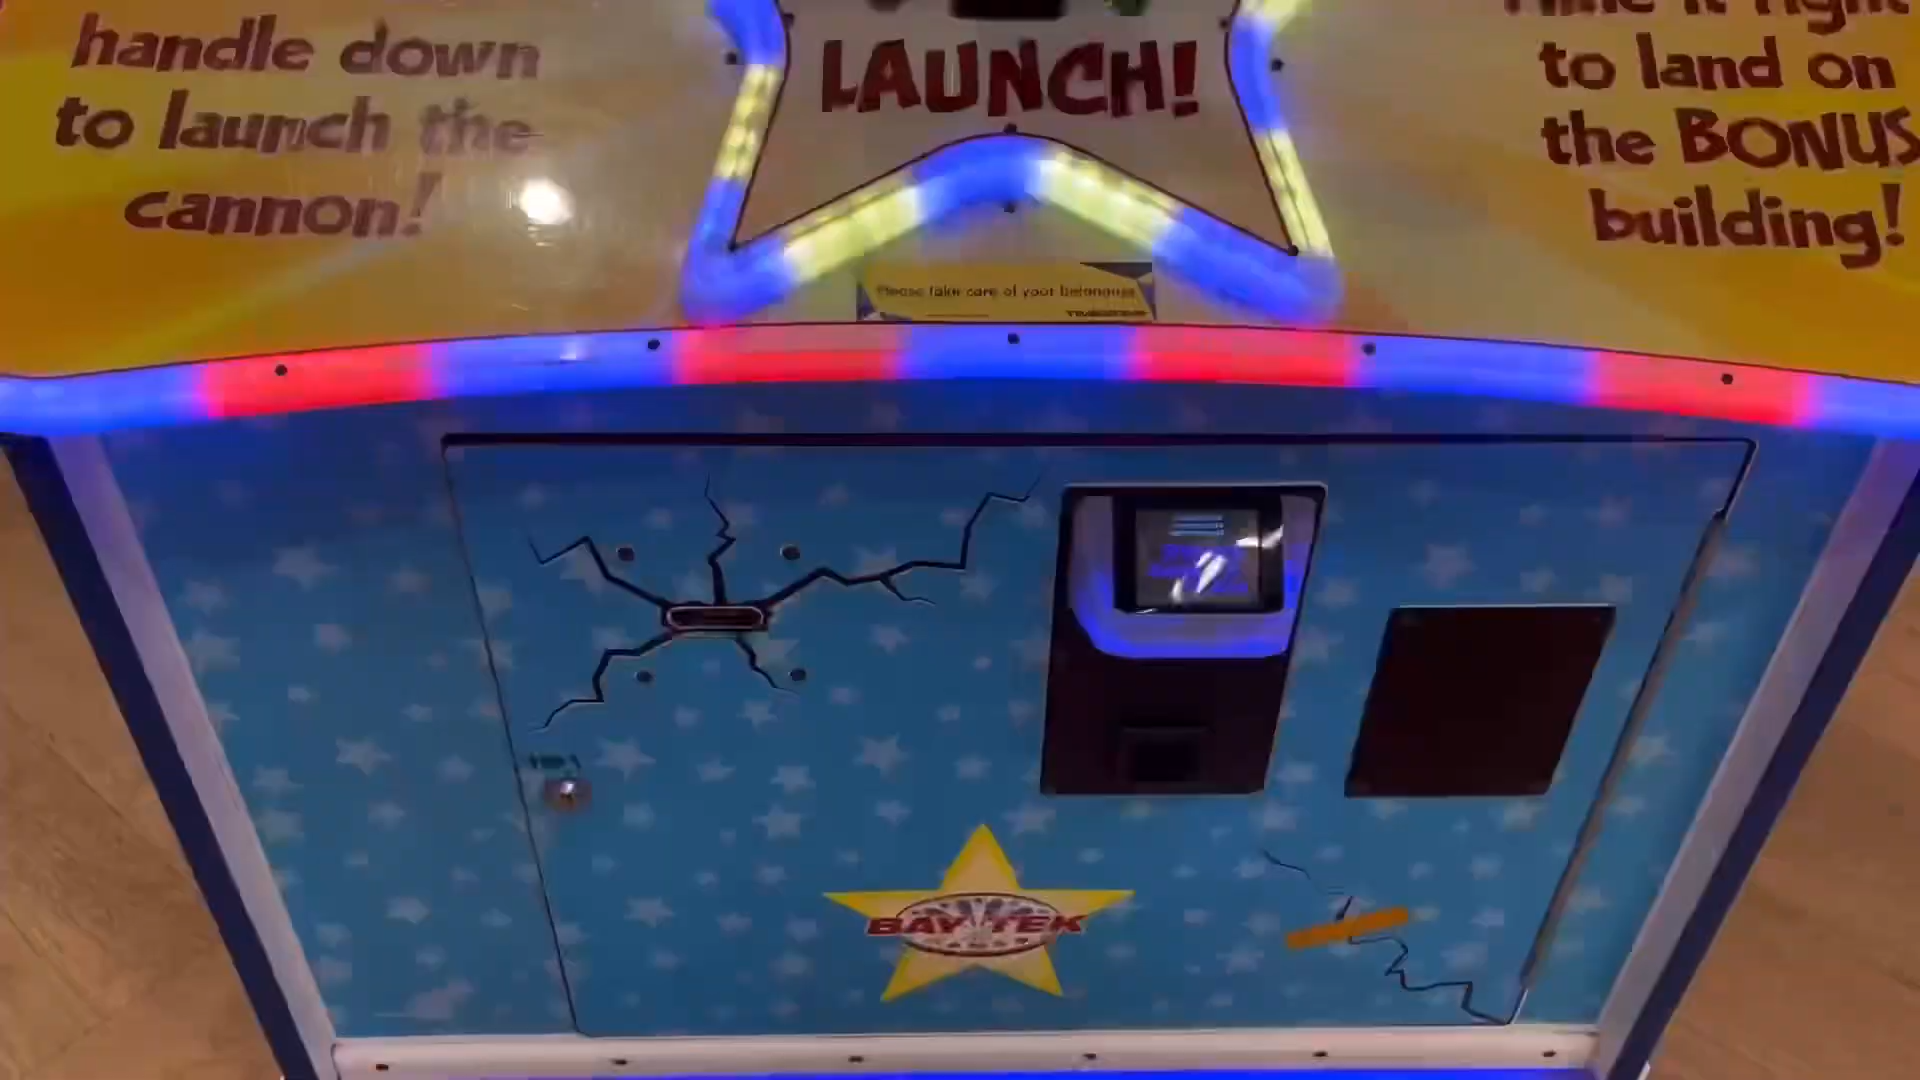 handle down
to launch the
cannon!
LAUNCH!
to land on
the BONUS
building!
Please take care of your belongings
BAY TEK